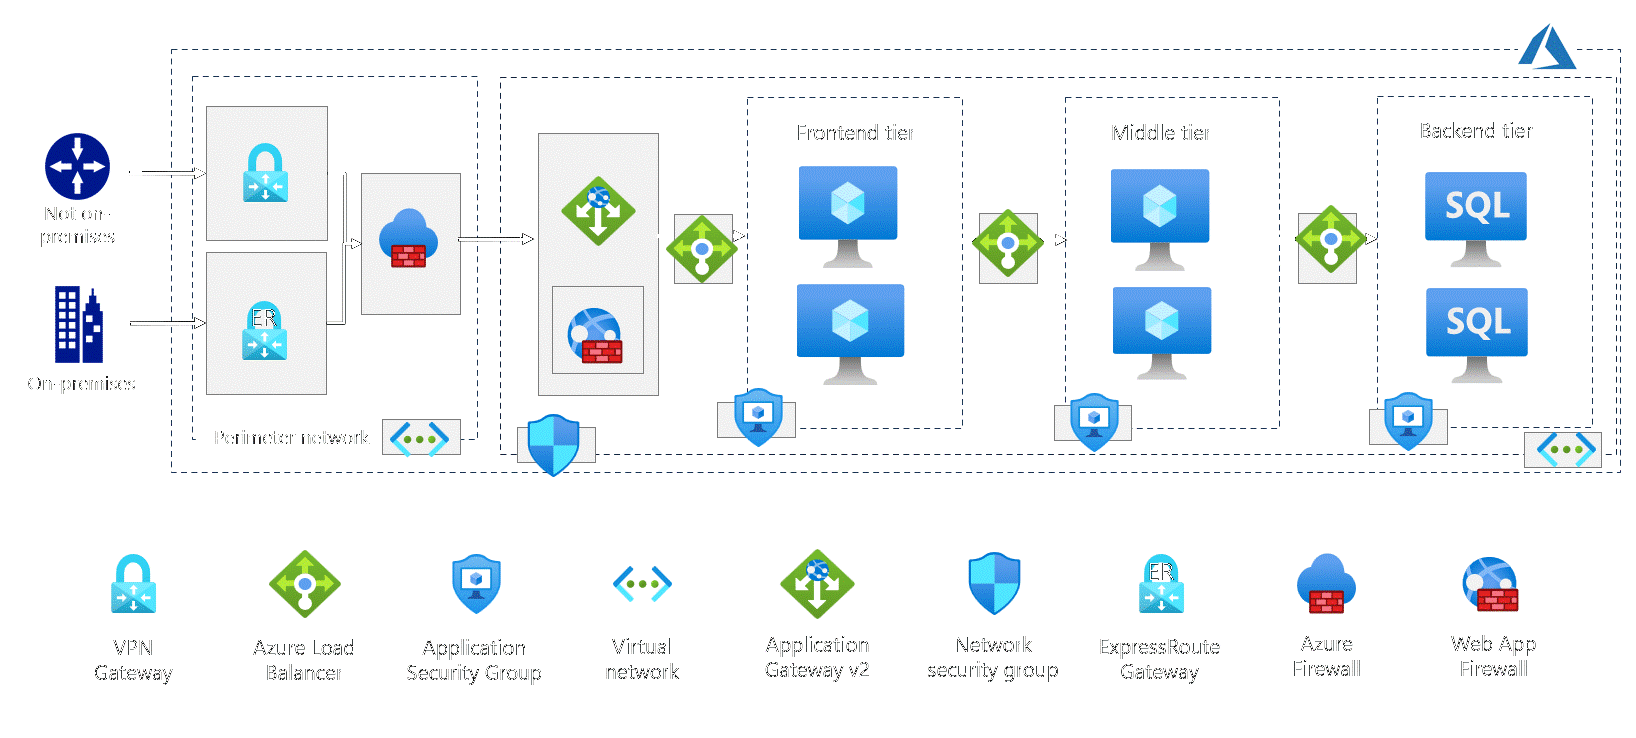 Frontend tier
Middle tier
Backend tier
SQL
SQL
Not on-
premises
ER
On-premises
Perimeter network
ER
VPN
Gateway
Azure Load
Balancer
Application
Security Group
Virtual
network
Application
Gateway v2
Network
security group
ExpressRoute
Gateway
Azure
Firewall
Web App
Firewall